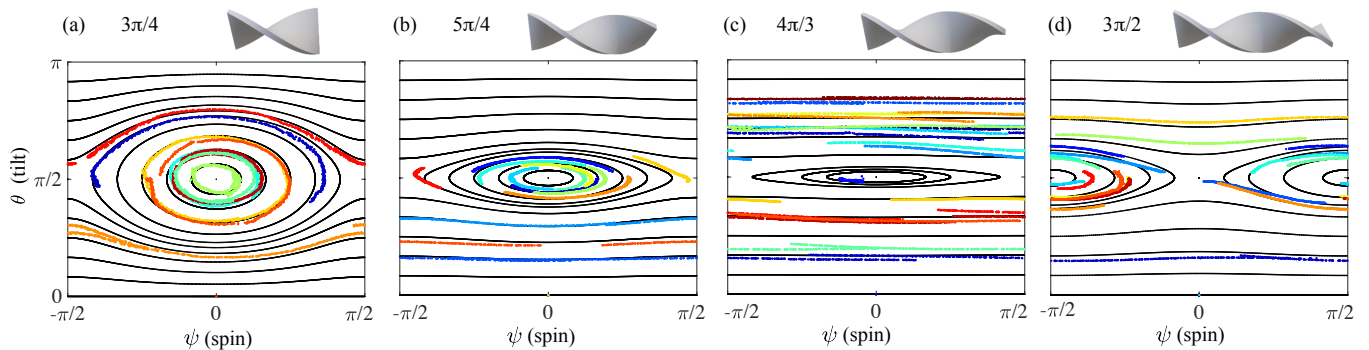 (a) 3π/4 (b) 5π/4 (c) 4π/3 (d) 3π/2
π
θ (tilt) π/2
0
-π/2 0 π/2 -π/2 0 π/2 -π/2 0 π/2 -π/2 0 π/2
ψ (spin) ψ (spin) ψ (spin) ψ (spin)